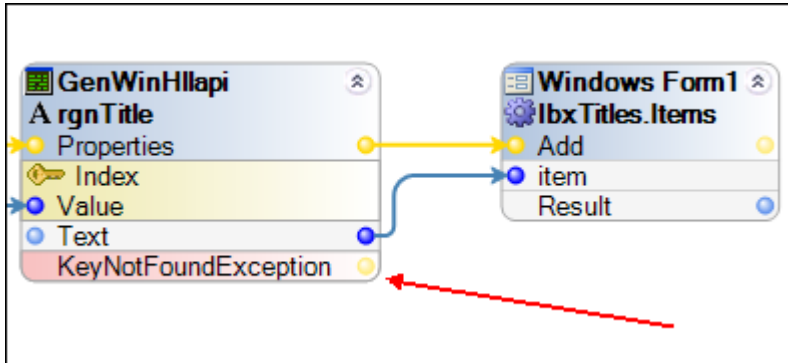 GenWinHllapi
A rgnTitle
Properties
Index
Value
Text
KeyNotFoundException
Windows Form1
lbxTitles.Items
Add
item
Result